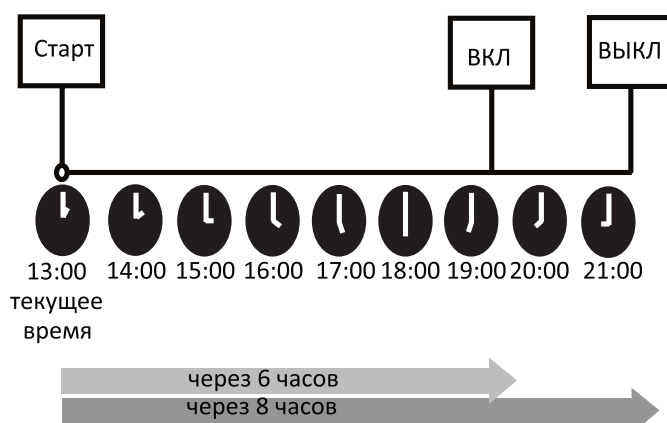 Старт
ВКЛ
ВЫКЛ
13:00 14:00 15:00 16:00 17:00 18:00 19:00 20:00 21:00
текущее
время
через 6 часов
через 8 часов